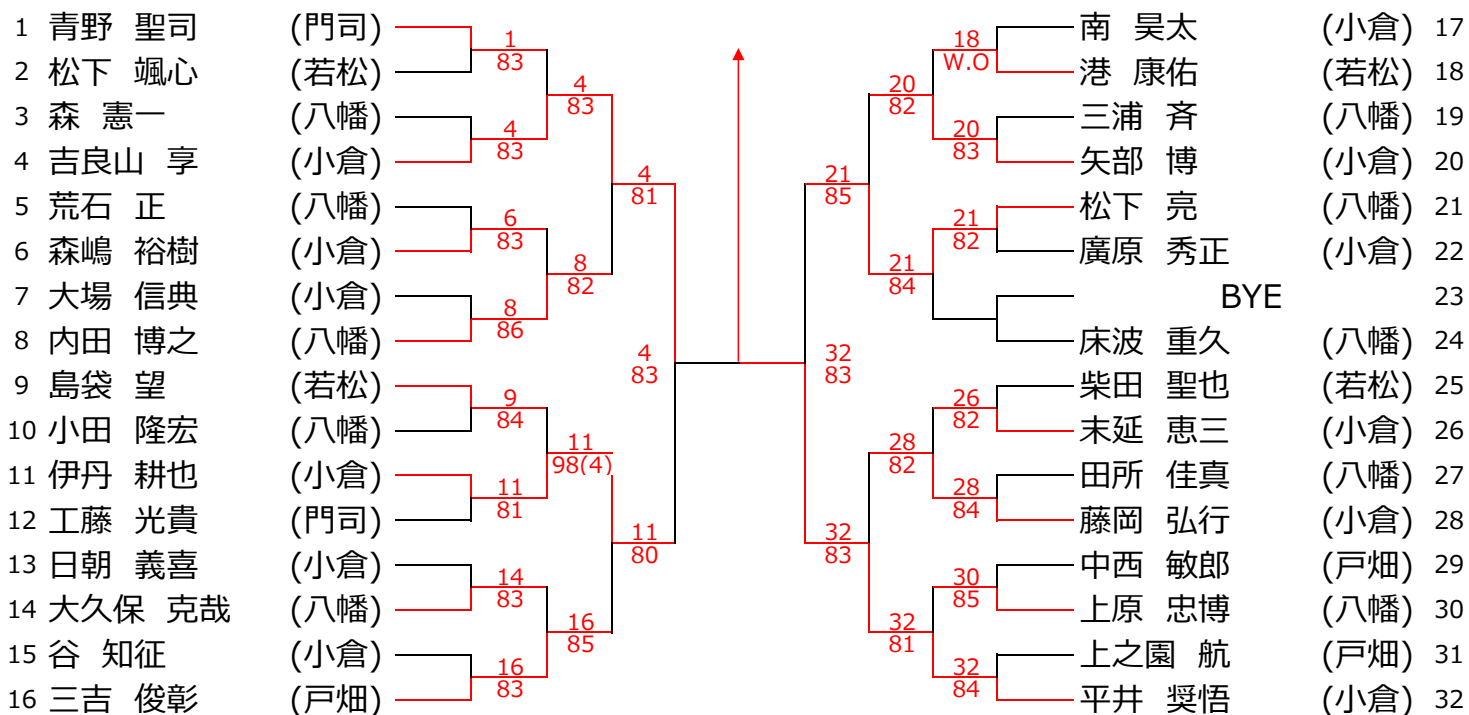 1 青野 聖司 (門司)
2 松下 颯心 (若松)
3 森 憲一 (八幡)
4 吉良山 享 (小倉)
5 荒石 正 (八幡)
6 森嶋 裕樹 (小倉)
7 大場 信典 (小倉)
8 内田 博之 (八幡)
9 島袋 望 (若松)
10 小田 隆宏 (八幡)
11 伊丹 耕也 (小倉)
12 工藤 光貴 (門司)
13 日朝 義喜 (小倉)
14 大久保 克哉 (八幡)
15 谷 知征 (小倉)
16 三吉 俊彰 (戸畑)
1
83
4
83
6
83
8
86
9
84
11
81
14
83
16
83
4
83
8
82
11
98(4)
16
85
4
81
11
80
4
83
32
83
21
85
32
83
20
82
21
84
28
82
32
81
18
W.O
20
83
21
82
26
82
28
84
30
85
32
84
南 昊太 (小倉) 17
港 康佑 (若松) 18
三浦 斉 (八幡) 19
矢部 博 (小倉) 20
松下 亮 (八幡) 21
廣原 秀正 (小倉) 22
BYE 23
床波 重久 (八幡) 24
柴田 聖也 (若松) 25
末延 恵三 (小倉) 26
田所 佳真 (八幡) 27
藤岡 弘行 (小倉) 28
中西 敏郎 (戸畑) 29
上原 忠博 (八幡) 30
上之園 航 (戸畑) 31
平井 奨悟 (小倉) 32